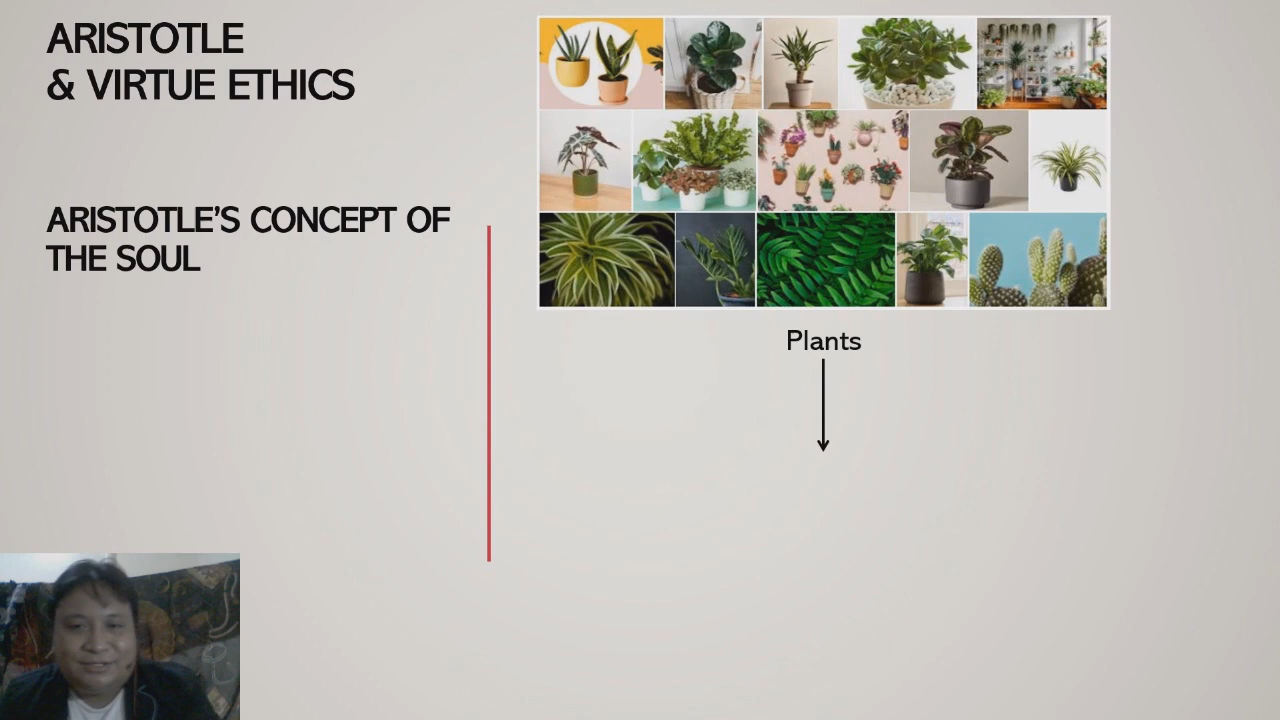 ARISTOTLE
& VIRTUE ETHICS
ARISTOTLE’S CONCEPT OF
THE SOUL
Plants